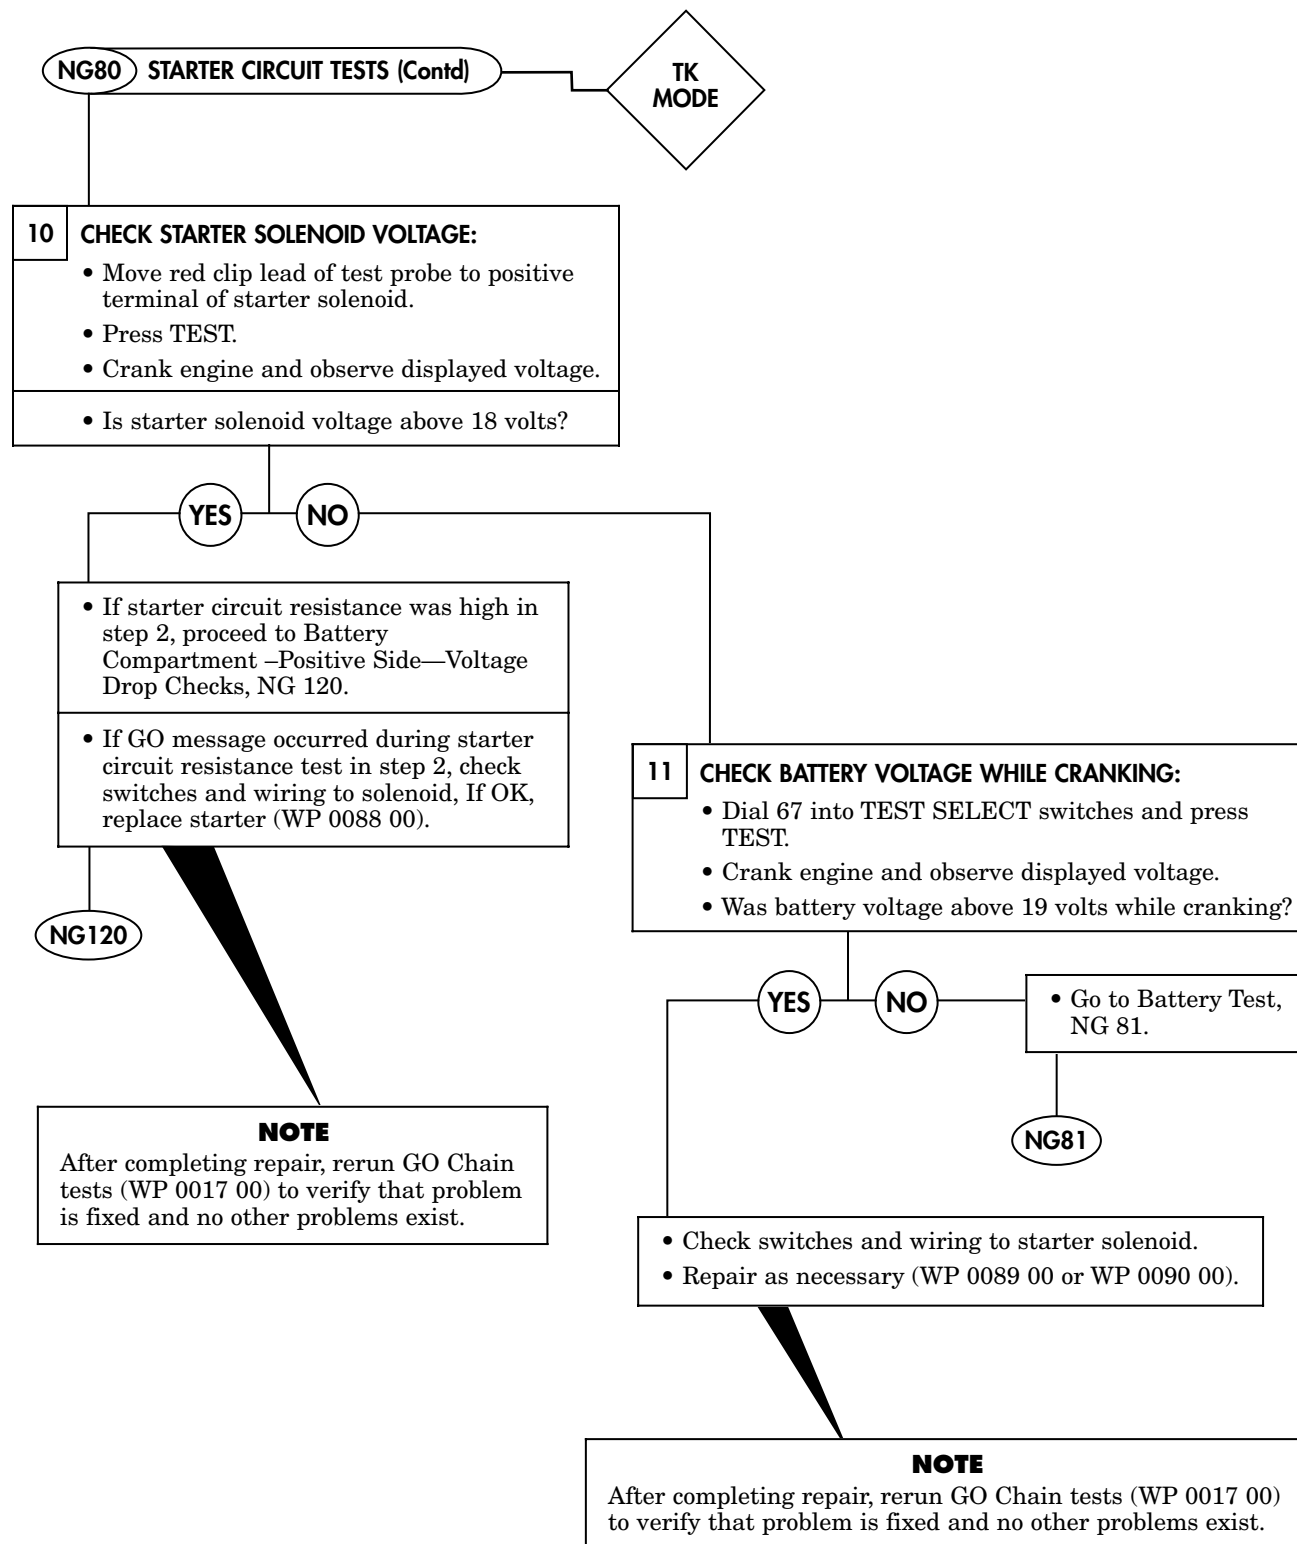 NG80 STARTER CIRCUIT TESTS (Contd)
TK
MODE
10 CHECK STARTER SOLENOID VOLTAGE:
• Move red clip lead of test probe to positive
terminal of starter solenoid.
• Press TEST.
• Crank engine and observe displayed voltage.
• Is starter solenoid voltage above 18 volts?
YES NO
• If starter circuit resistance was high in
step 2, proceed to Battery
Compartment –Positive Side—Voltage
Drop Checks, NG 120.
• If GO message occurred during starter
circuit resistance test in step 2, check
switches and wiring to solenoid, If OK,
replace starter (WP 0088 00).
NG120
NOTE
After completing repair, rerun GO Chain
tests (WP 0017 00) to verify that problem
is fixed and no other problems exist.
11 CHECK BATTERY VOLTAGE WHILE CRANKING:
• Dial 67 into TEST SELECT switches and press
TEST.
• Crank engine and observe displayed voltage.
• Was battery voltage above 19 volts while cranking?
YES NO
• Go to Battery Test,
NG 81.
NG81
• Check switches and wiring to starter solenoid.
• Repair as necessary (WP 0089 00 or WP 0090 00).
NOTE
After completing repair, rerun GO Chain tests (WP 0017 00)
to verify that problem is fixed and no other problems exist.